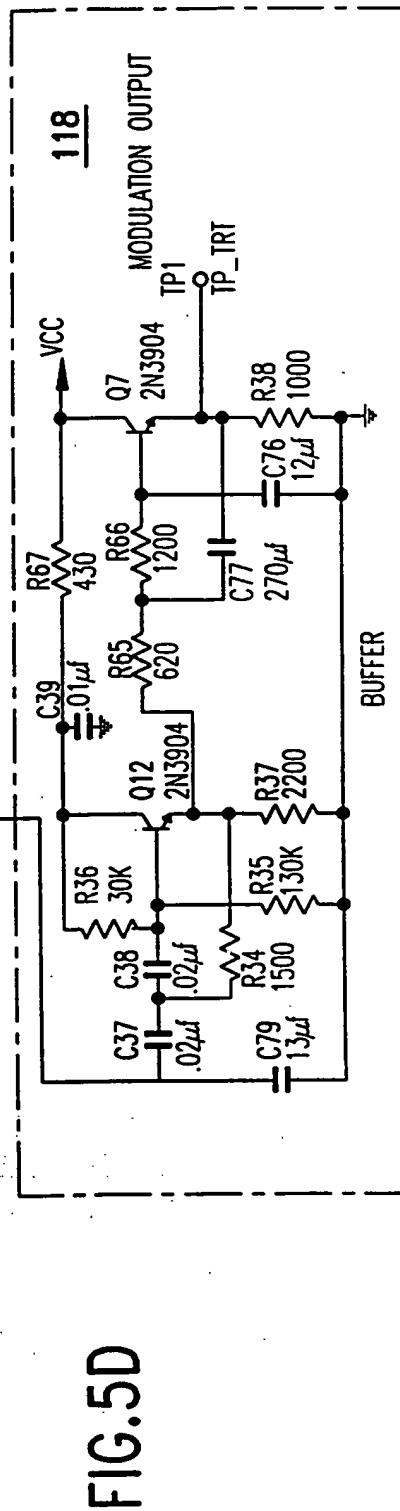 118
MODULATION OUTPUT
VCC
TP1
TP_TRT
Q7
2N3904
R38
1000
C76
12μf
R67
430
R66
1200
C77
270μf
R65
620
C39
.01μf
Q12
2N3904
R37
2200
R36
30K
R35
130K
C38
.02μf
R34
1500
C37
.02μf
C79
13μf
BUFFER
FIG.5D